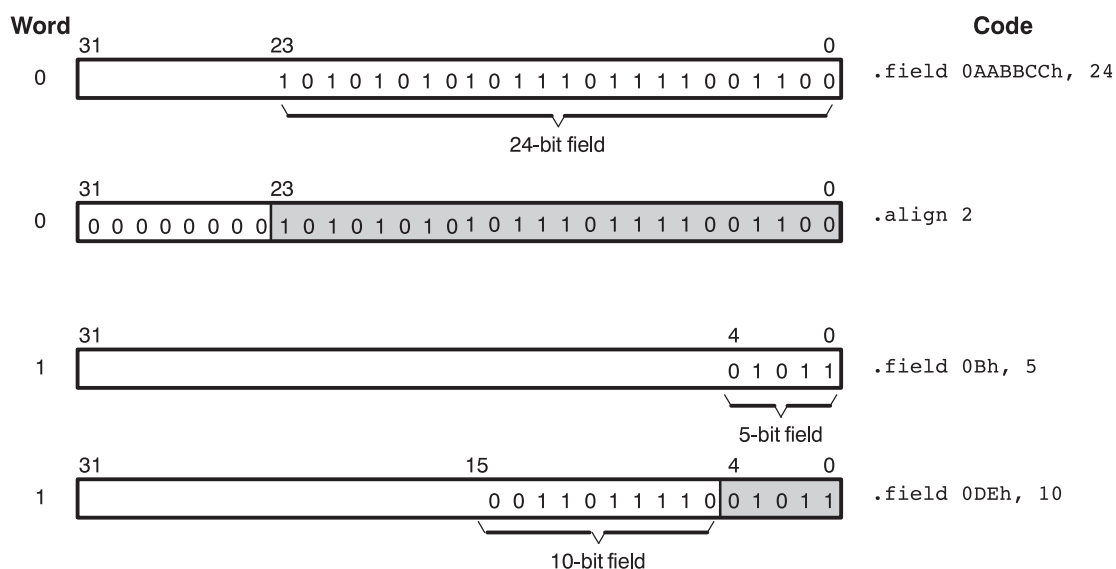 Word
Code
31 23 0
0 1 0 1 0 1 0 1 0 1 0 1 1 1 0 1 1 1 1 0 0 1 1 0 0 .field 0AABBCCh, 24
24-bit field
31 23 0
0 0 0 0 0 0 0 0 0 1 0 1 0 1 0 1 0 1 0 1 1 1 0 1 1 1 1 0 0 1 1 0 0 .align 2
31 4 0
1 0 1 0 1 1 .field 0Bh, 5
5-bit field
31 15 4 0
1 0 0 1 1 0 1 1 1 1 0 0 1 0 1 1 .field 0DEh, 10
10-bit field